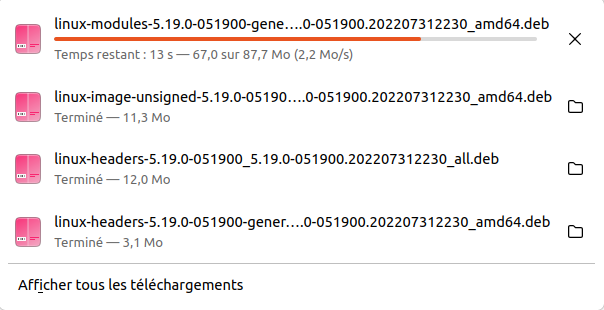 linux-modules-5.19.0-051900-gene….0-051900.202207312230_amd64.deb
Temps restant : 13 s — 67,0 sur 87,7 Mo (2,2 Mo/s)
linux-image-unsigned-5.19.0-05190….0-051900.202207312230_amd64.deb
Terminé — 11,3 Mo
linux-headers-5.19.0-051900_5.19.0-051900.202207312230_all.deb
Terminé — 12,0 Mo
linux-headers-5.19.0-051900-gener….0-051900.202207312230_amd64.deb
Terminé — 3,1 Mo
Afficher tous les téléchargements